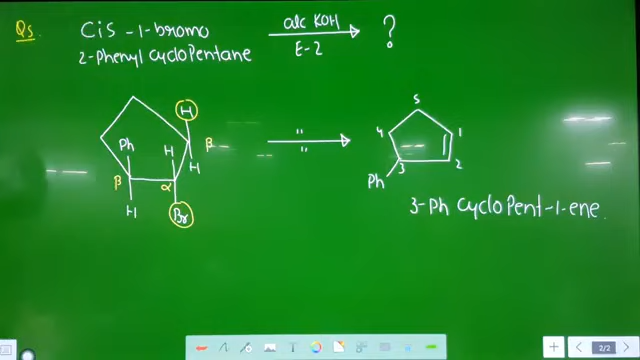 Qs. Cis -1-bromo alc KOH ?
2-Phenyl cycloPentane E-2
H
Ph H β " 4 5 1
H "
β α Ph 3 2
H Br
3-Ph cycloPent-1-ene.
2/2